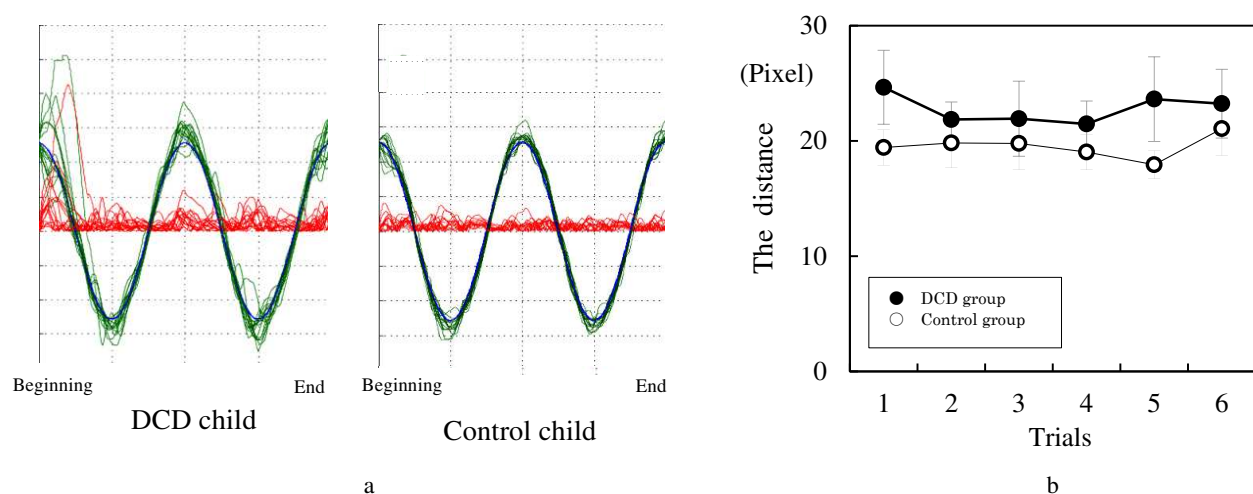 Beginning
End
DCD child
a
Beginning
End
Control child
30
(Pixel)
20
The distance
10
0
DCD group
Control group
1 2 3 4 5 6
Trials
b